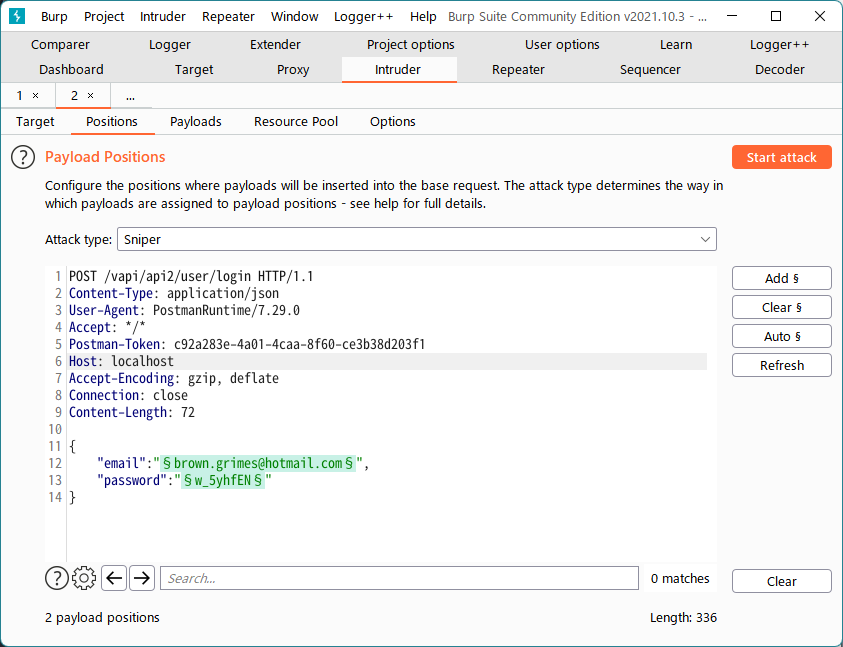 Burp Project Intruder Repeater Window Logger++ Help Burp Suite Community Edition v2021.10.3 - ...
Comparer Logger Extender Project options User options Learn Logger++
Dashboard Target Proxy Intruder Repeater Sequencer Decoder
1 × 2 × ...
Target Positions Payloads Resource Pool Options
? Payload Positions Start attack
Configure the positions where payloads will be inserted into the base request. The attack type determines the way in
which payloads are assigned to payload positions - see help for full details.
Attack type: Sniper
1 POST /vapi/api2/user/login HTTP/1.1
2 Content-Type: application/json
3 User-Agent: PostmanRuntime/7.29.0
4 Accept: */*
5 Postman-Token: c92a283e-4a01-4caa-8f60-ce3b38d203f1
6 Host: localhost
7 Accept-Encoding: gzip, deflate
8 Connection: close
9 Content-Length: 72
10
11 {
12 "email":"§brown.grimes@hotmail.com§",
13 "password":"§w_5yhfEN§"
14 }
Add §
Clear §
Auto §
Refresh
? Search... 0 matches Clear
2 payload positions Length: 336